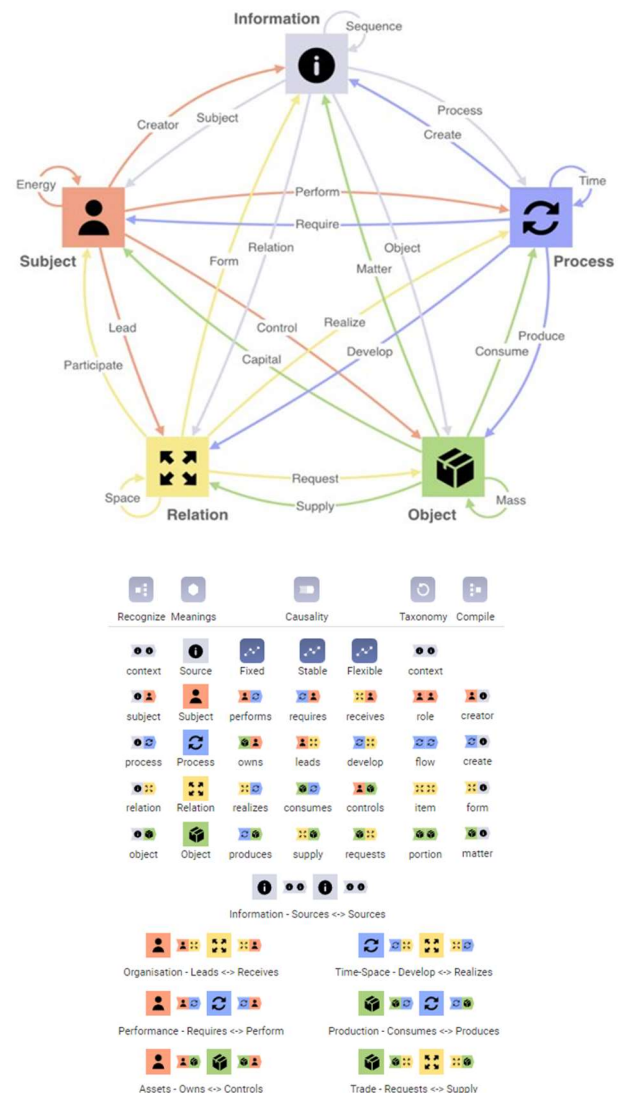 Information
Sequence
Creator
Subject
Process
Create
Energy
Perform
Time
Require
Subject
Relation
Object
Process
Form
Matter
Lead
Control
Realize
Produce
Participate
Capital
Develop
Consume
Space
Request
Supply
Mass
Relation
Object
Recognize Meanings Causality Taxonomy Compile
context Source Fixed Stable Flexible context
subject Subject performs requires receives role creator
process Process owns leads develop flow create
relation Relation realizes consumes controls item form
object Object produces supply requests portion matter
Information - Sources <-> Sources
Organisation - Leads <-> Receives Time-Space - Develop <-> Realizes
Performance - Requires <-> Perform Production - Consumes <-> Produces
Assets - Owns <-> Controls Trade - Requests <-> Supply